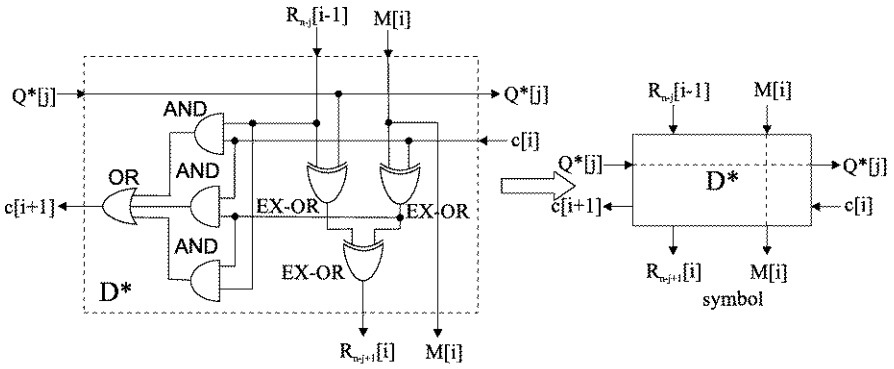 R_{n-j}[i-1]
M[i]
Q*[j]
Q*[j]
AND
c[i]
AND
OR
c[i+1]
EX-OR
EX-OR
AND
EX-OR
D*
R_{n-j+1}[i]
M[i]
R_{n-j}[i-1]
M[i]
Q*[j]
Q*[j]
D*
c[i+1]
c[i]
R_{n-j+1}[i]
M[i]
symbol